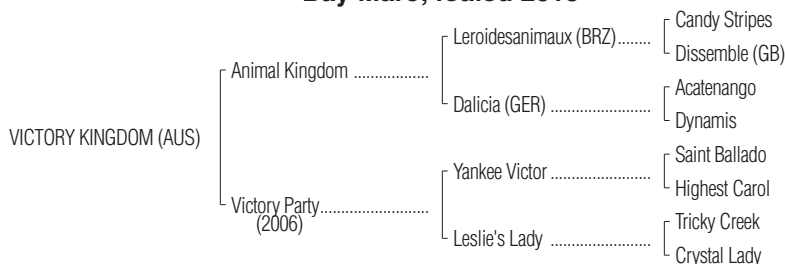 Bay Mare; foaled
Candy Stripes
Leroidesanimaux (BRZ)........
Dissemble (GB)
Animal Kingdom ..................
Acatenango
Dalicia (GER) ........................
Dynamis
VICTORY KINGDOM (AUS)
Saint Ballado
Yankee Victor ........................
Highest Carol
Victory Party..........................
(2006)
Tricky Creek
Leslie's Lady ........................
Crystal Lady